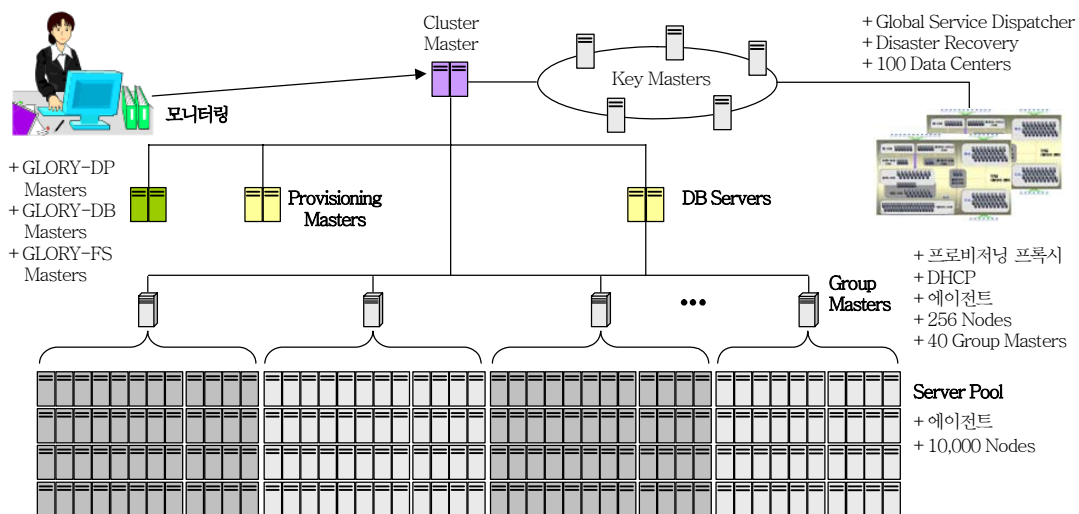 Cluster
Master
Key Masters
+ Global Service Dispatcher
+ Disaster Recovery
+ 100 Data Centers
모니터링
+ GLORY-DP
Masters
+ GLORY-DB
Masters
+ GLORY-FS
Masters
Provisioning
Masters
DB Servers
+ 프로비저닝 프록시
+ DHCP
+ 에이전트
+ 256 Nodes
+ 40 Group Masters
Group
Masters
•••
Server Pool
+ 에이전트
+ 10,000 Nodes